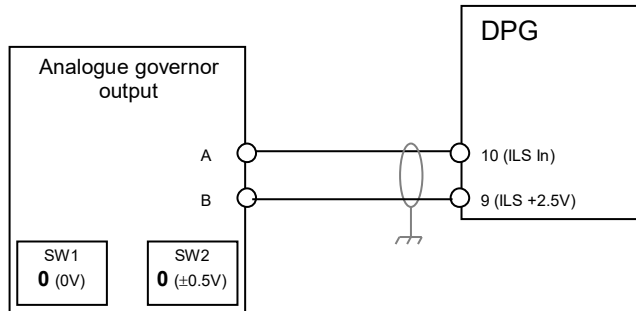 DPG
Analogue governor
output
A
10 (ILS In)
B
9 (ILS +2.5V)
SW1
0 (0V)
SW2
0 (±0.5V)